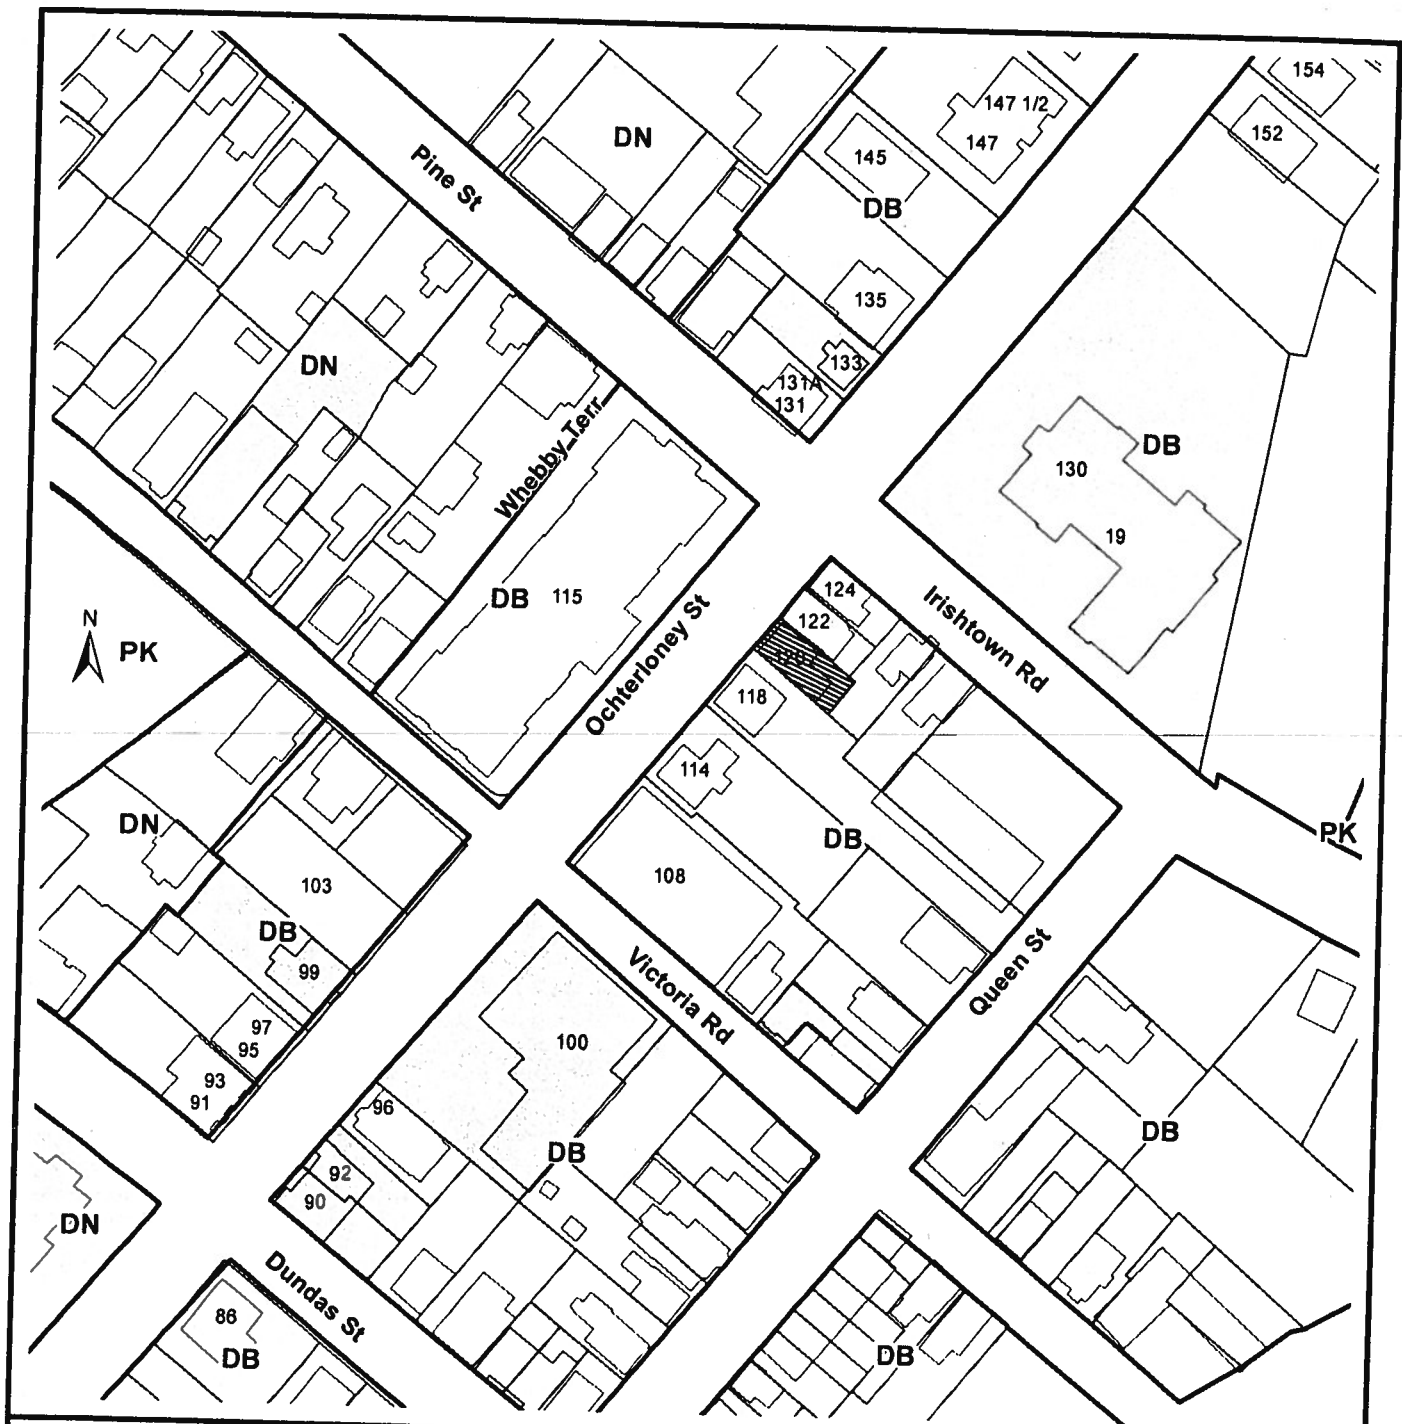 154
147 1/2
152
DN
147
145
Pine St
DB
135
133
DN
131A
131
Whebby Terr
DB
130
19
124
DB
115
Irishtown Rd
N
122
PK
Ochterloney St
118
114
DN
DB
PK
108
103
DB
99
Queen St
Victoria Rd
97
100
95
93
96
91
DB
DB
92
90
DN
Dundas St
86
DB
DB